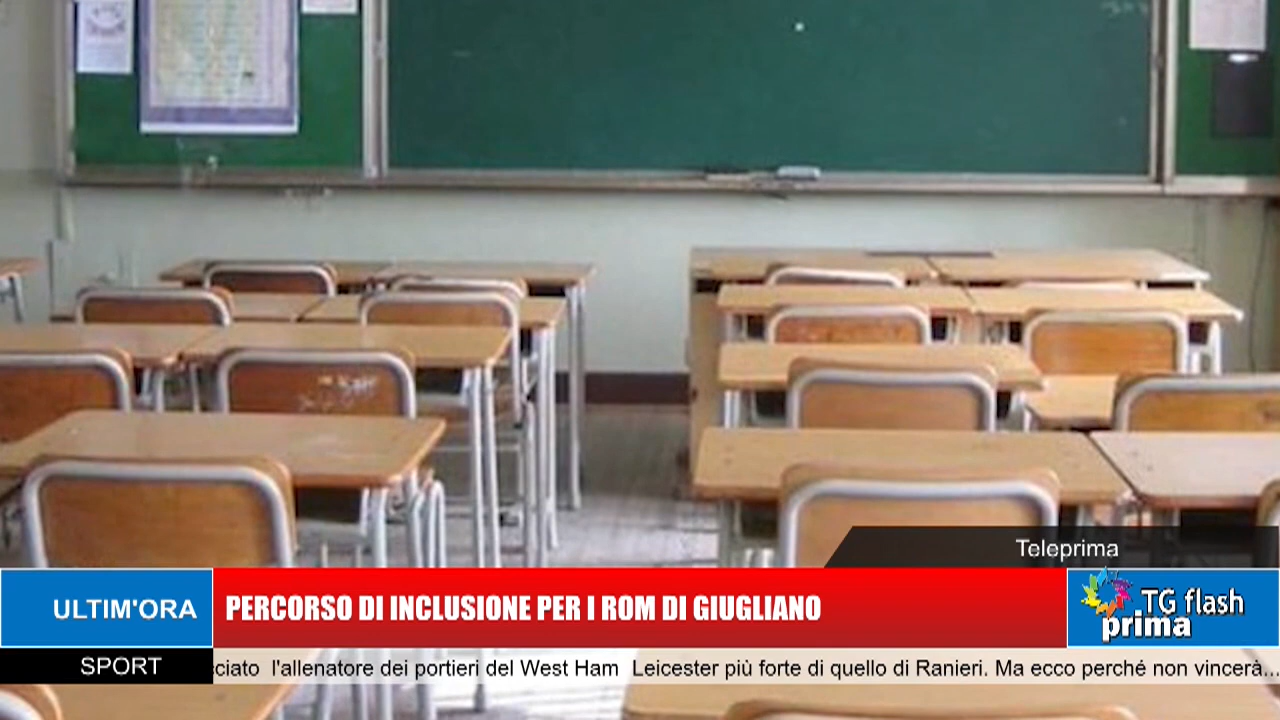 Teleprima
ULTIM'ORA
PERCORSO DI INCLUSIONE PER I ROM DI GIUGLIANO
TG flash
prima
SPORT
l'allenatore dei portieri del West Ham Leicester più forte di quello di Ranieri. Ma ecco perché non vincerà...